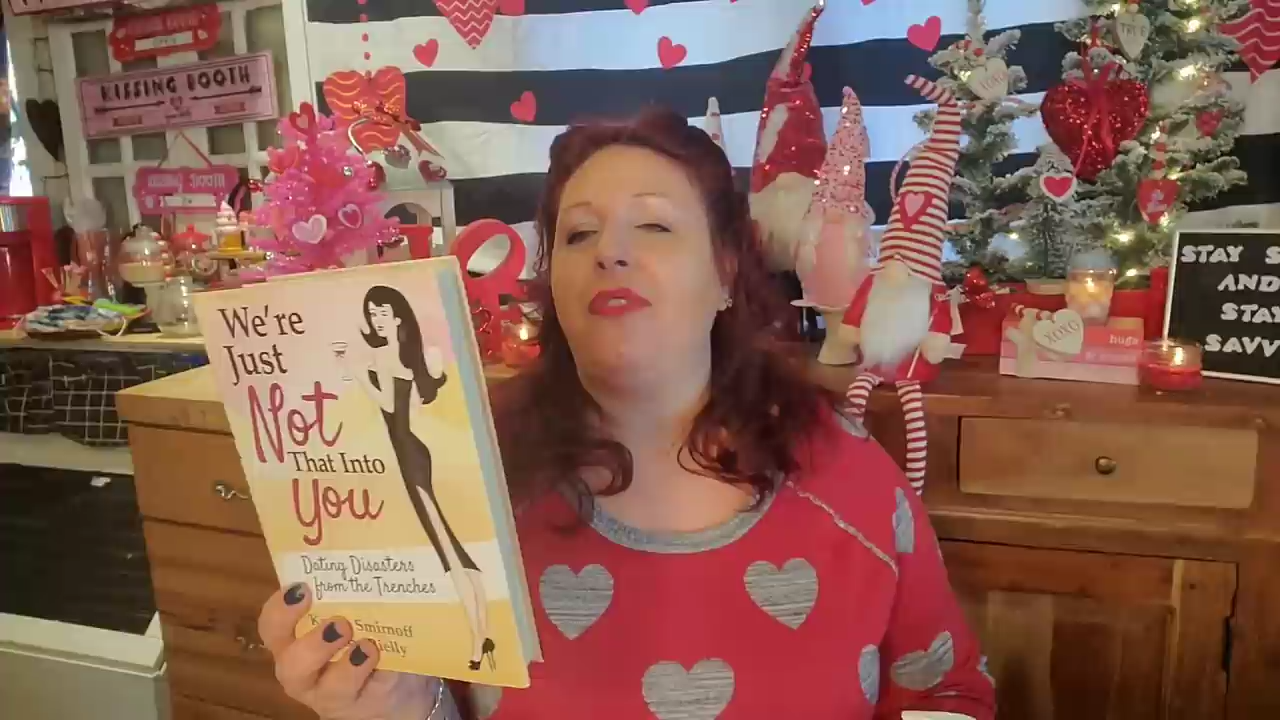 KISSING BOOTH
We're
Just
Not
That Into
You
Dating Disasters
from the Trenches
Smirnoff
TRUE
XOXO
hugs
STAY
AND
STAY
SAVV